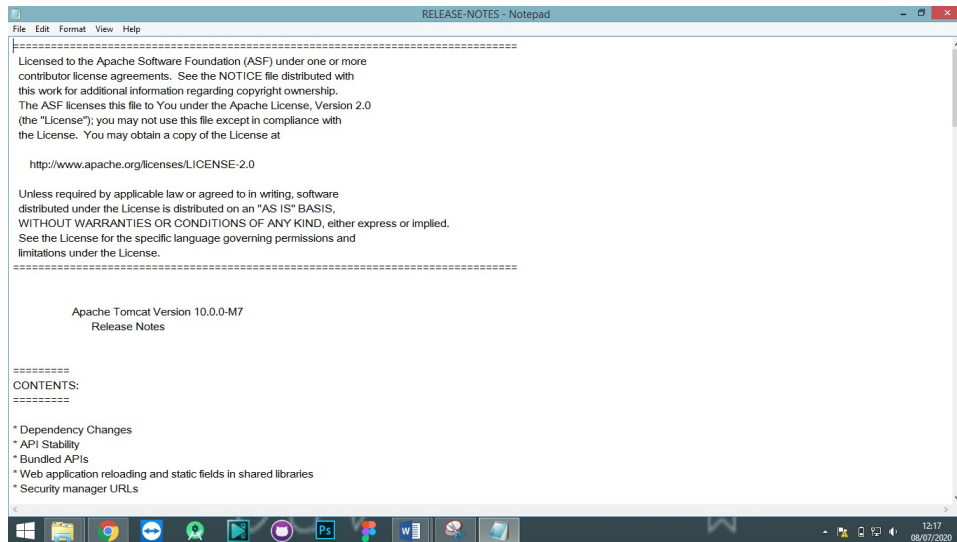 RELEASE-NOTES - Notepad
File Edit Format View Help
================================================================================
Licensed to the Apache Software Foundation (ASF) under one or more
contributor license agreements. See the NOTICE file distributed with
this work for additional information regarding copyright ownership.
The ASF licenses this file to You under the Apache License, Version 2.0
(the "License"); you may not use this file except in compliance with
the License. You may obtain a copy of the License at
http://www.apache.org/licenses/LICENSE-2.0
Unless required by applicable law or agreed to in writing, software
distributed under the License is distributed on an "AS IS" BASIS,
WITHOUT WARRANTIES OR CONDITIONS OF ANY KIND, either express or implied.
See the License for the specific language governing permissions and
limitations under the License.
================================================================================
Apache Tomcat Version 10.0.0-M7
Release Notes
=========
CONTENTS:
=========
* Dependency Changes
* API Stability
* Bundled APIs
* Web application reloading and static fields in shared libraries
* Security manager URLs
Ps
W
12:17
08/07/2020